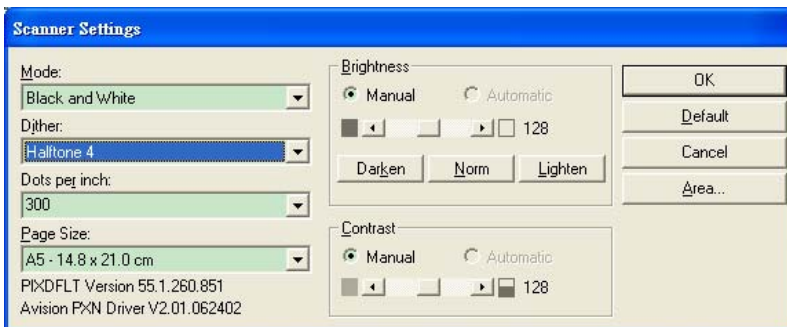 Scanner Settings
Mode:
Black and White
Dither:
Halftone 4
Dots per inch:
300
Page Size:
A5 - 14.8 x 21.0 cm
PIXDFLT Version 55.1.260.851
Avision PXN Driver V2.01.062402
Brightness
Manual Automatic
128
Darken Norm Lighten
Contrast
Manual Automatic
128
OK
Default
Cancel
Area...